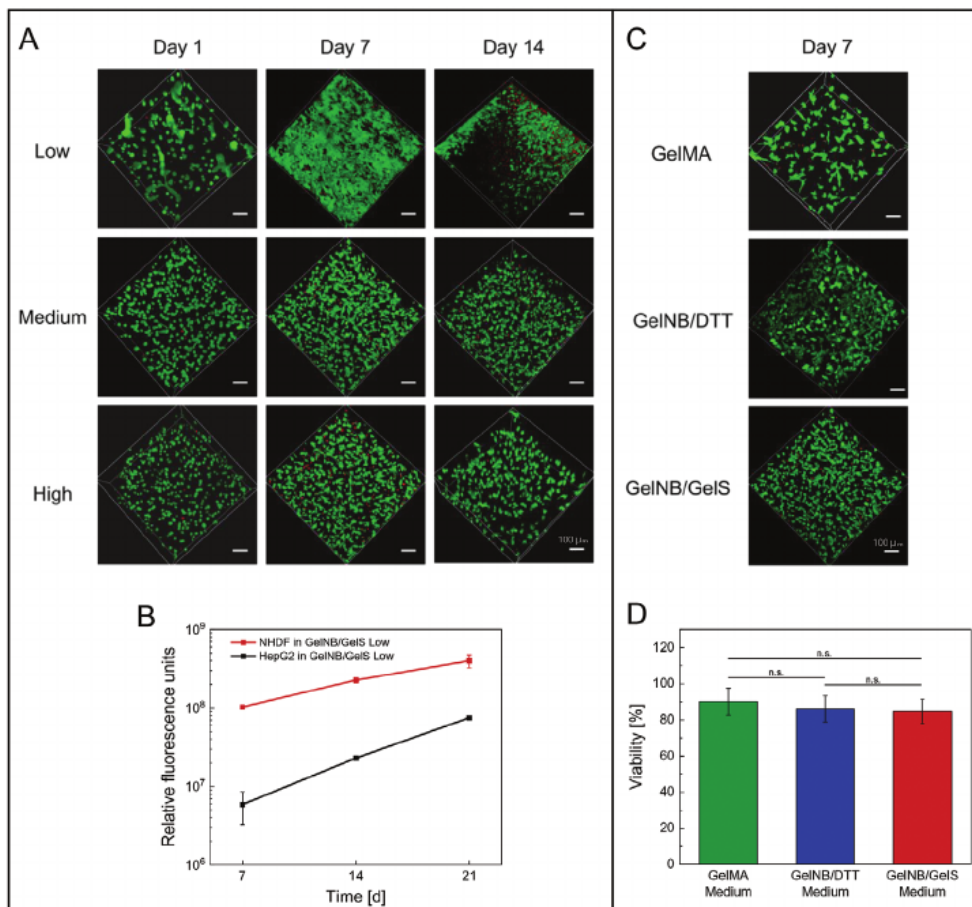 A
Day 1 Day 7 Day 14
Low
Medium
High
100 μm
C
Day 7
GelMA
GelNB/DTT
GelNB/GelS
100 μm
B
NHDF in GelNB/GelS Low
HepG2 in GelNB/GelS Low
Relative fluorescence units
10⁹
10⁸
10⁷
10⁶
7 14 21
Time [d]
D
Viability [%]
120
100
80
60
40
20
0
n.s.
n.s. n.s.
GelMA GelNB/DTT GelNB/GelS
Medium Medium Medium